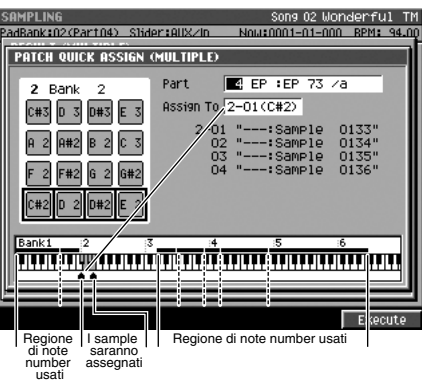 SAMPLING Song 02 Wonderful TM
PadBank:02(Part04) Slider:AUX/In Now:0001-01-000 BPM: 94.00
PATCH QUICK ASSIGN (MULTIPLE)
2 Bank 2
C#3 D 3 D#3 E 3
A 2 A#2 B 2 C 3
F 2 F#2 G 2 G#2
C#2 D 2 D#2 E 2
Part 4 EP :EP 73 /a
Assign To 2-01(C#2)
2-01 "---:Sample 0133"
02 "---:Sample 0134"
03 "---:Sample 0135"
04 "---:Sample 0136"
Bank1 :2 :3 :4 :5 :6
Execute
Regione di note number usati
I sample saranno assegnati
Regione di note number usati